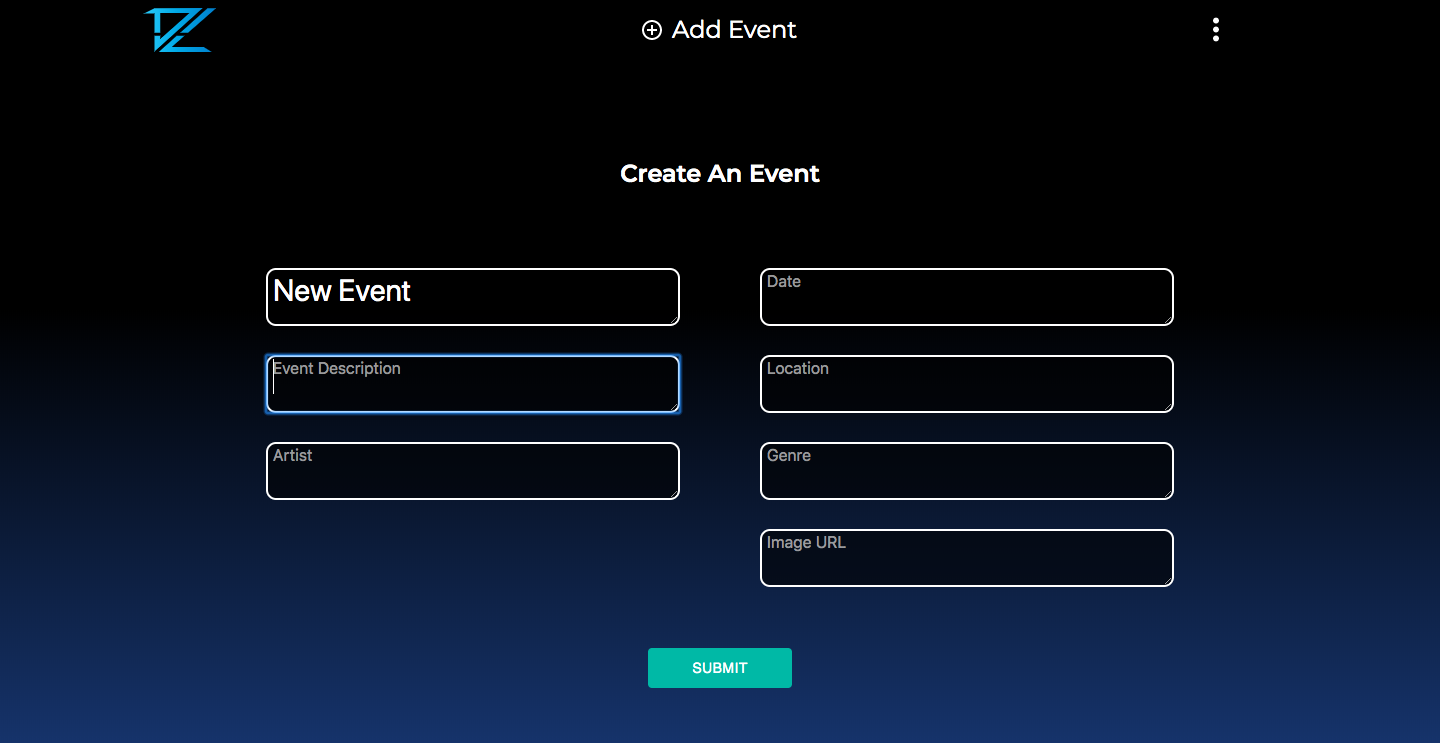 Add Event
Create An Event
New Event
Date
Event Description
Location
Artist
Genre
Image URL
SUBMIT